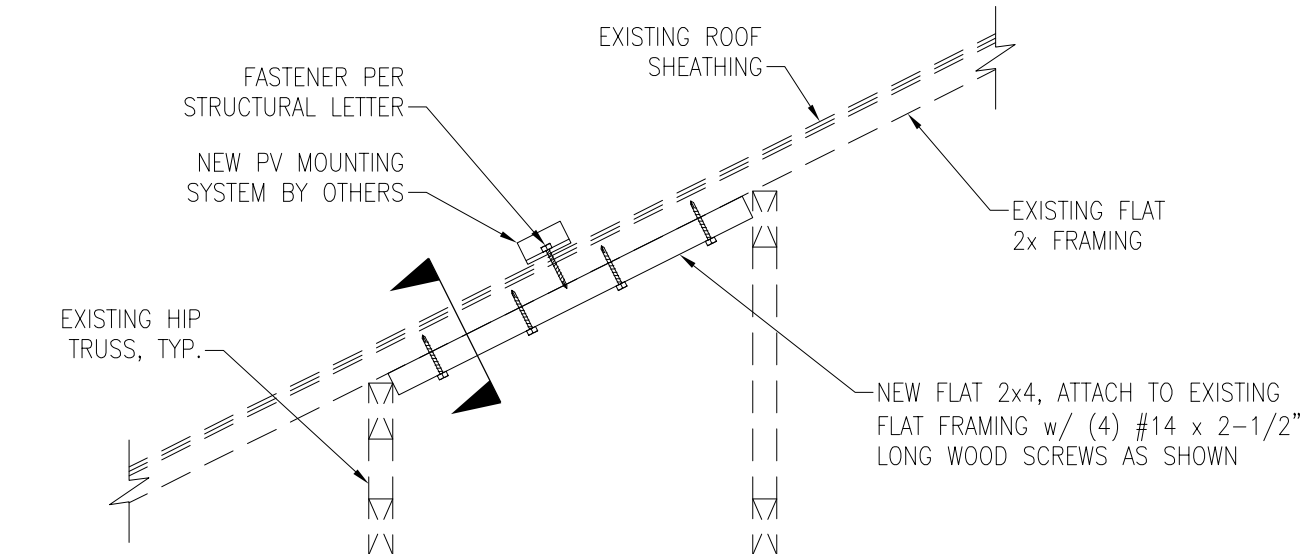 EXISTING ROOF
SHEATHING
FASTENER PER
STRUCTURAL LETTER
NEW PV MOUNTING
SYSTEM BY OTHERS
EXISTING FLAT
2x FRAMING
EXISTING HIP
TRUSS, TYP.
NEW FLAT 2x4, ATTACH TO EXISTING
FLAT FRAMING w/ (4) #14 x 2-1/2"
LONG WOOD SCREWS AS SHOWN